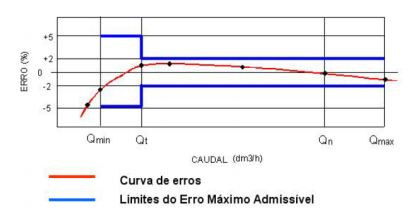 +5
+2
0
-2
-5
ERRO (%)
Qmin Qt Qn Qmax
CAUDAL (dm3/h)
Curva de erros
Limites do Erro Máximo Admissível